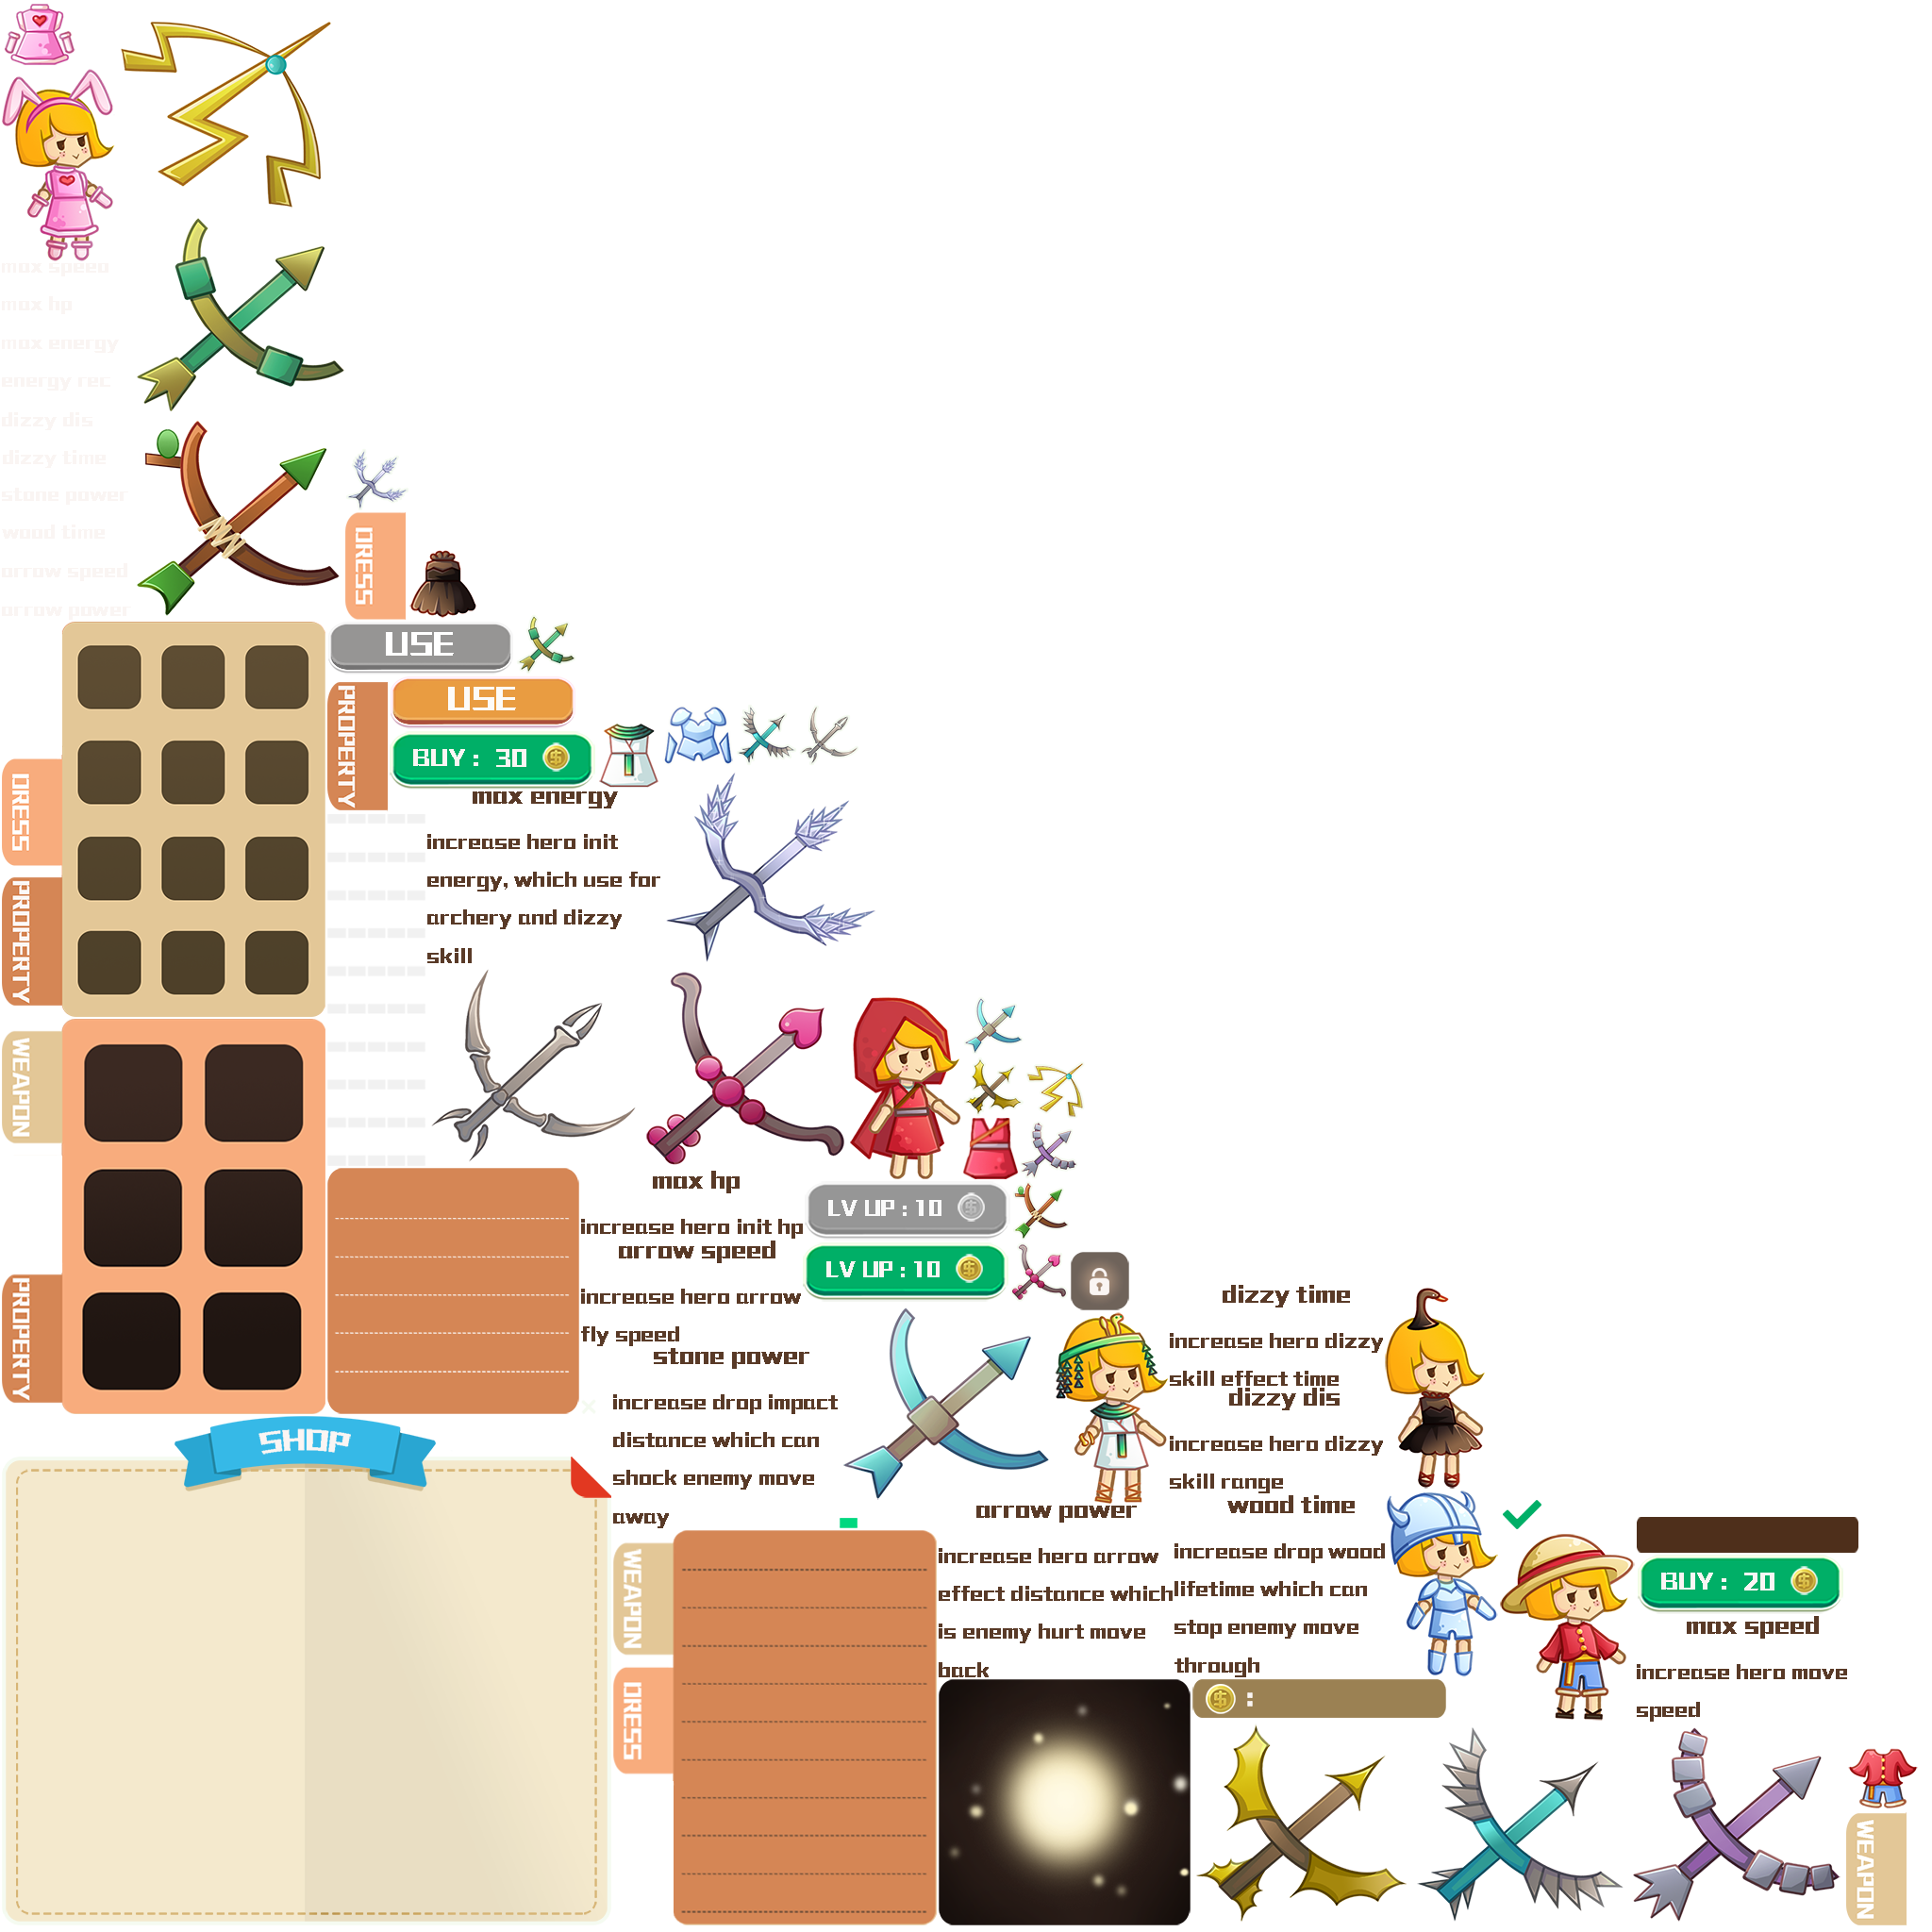 max speed
max hp
max energy
energy rec
dizzy dis
dizzy time
stone power
wood time
arrow speed
arrow power
DRESS
USE
USE
PROPERTY
BUY : 30
DRESS
PROPERTY
max energy
increase hero init
energy, which use for
archery and dizzy
skill
WEAPON
PROPERTY
max hp
increase hero init hp
LV UP : 10
arrow speed
increase hero arrow
fly speed
LV UP : 10
stone power
increase drop impact
distance which can
shock enemy move
away
dizzy time
increase hero dizzy
skill effect time
dizzy dis
increase hero dizzy
skill range
SHOP
WEAPON
DRESS
arrow power
increase hero arrow
effect distance which
is enemy hurt move
back
wood time
increase drop wood
lifetime which can
stop enemy move
through
:
BUY : 20
max speed
increase hero move
speed
WEAPON